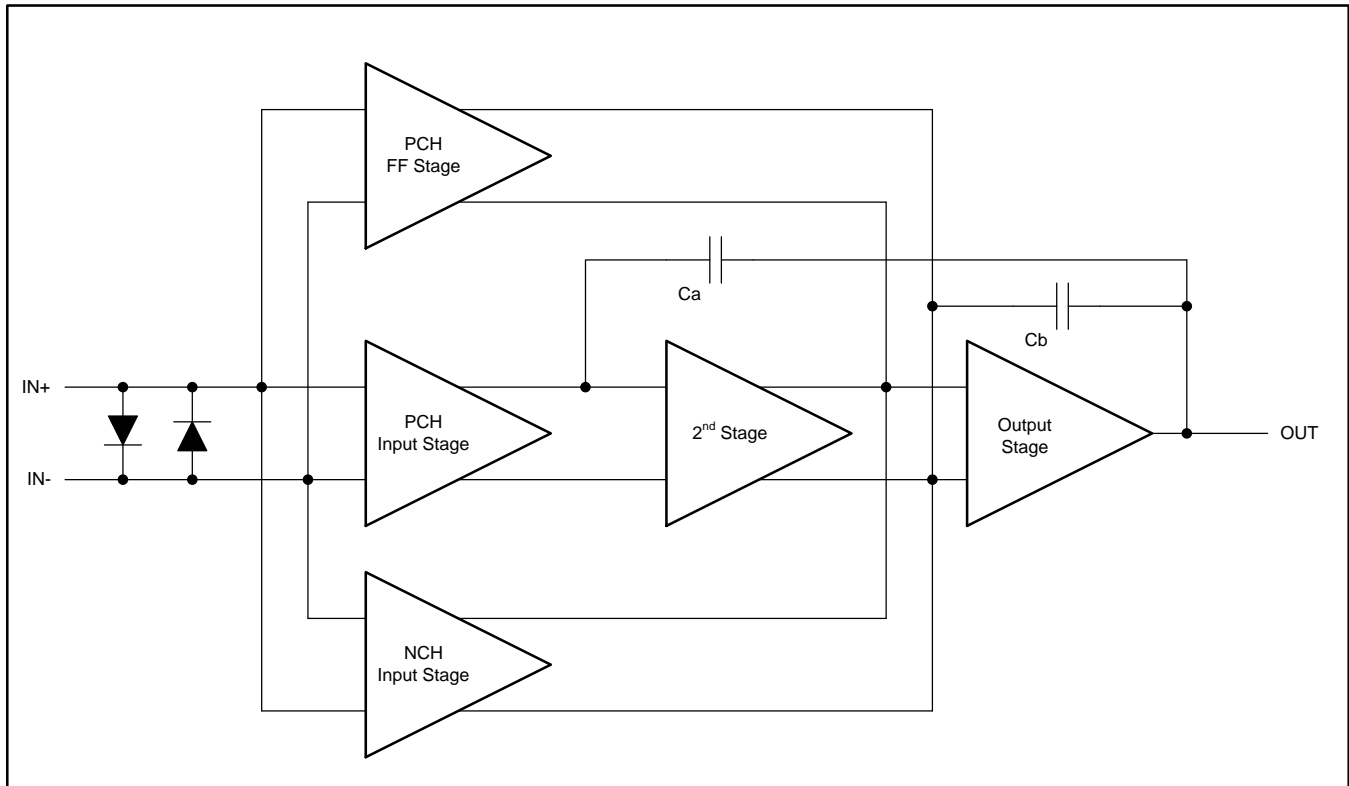 PCH
FF Stage
Ca
Cb
IN+
PCH
Input Stage
2nd Stage
Output
Stage
OUT
IN-
NCH
Input Stage